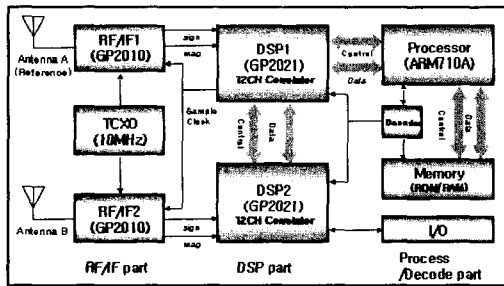 RF/IF1
(GP2010)
sign
mag
Antenna A
(Reference)
DSP1
(GP2021)
12CH Correlator
Control
Data
Processor
(ARM710A)
TCXO
(10MHz)
Sample
Clock
Control
Data
Decoder
Control
Data
Memory
(ROM/RAM)
RF/IF2
(GP2010)
sign
mag
Antenna B
DSP2
(GP2021)
12CH Correlator
I/O
RF/IF part
DSP part
Process
/Decode part